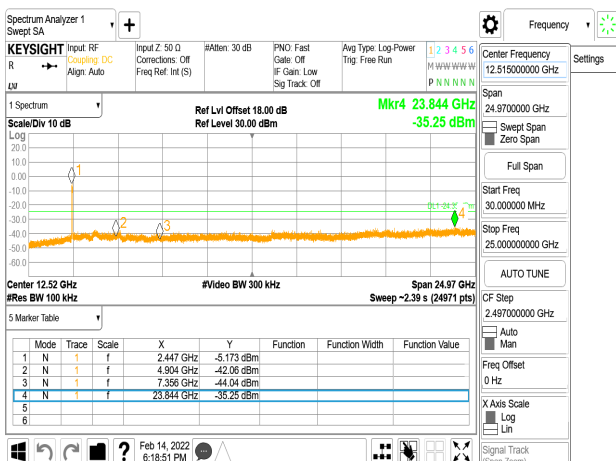 Spectrum Analyzer 1
Swept SA
Frequency
KEYSIGHT
Input: RF
Coupling: DC
Align: Auto
Input Z: 50 Ω
Corrections: Off
Freq Ref: Int (S)
#Atten: 30 dB
PNO: Fast
Gate: Off
IF Gain: Low
Sig Track: Off
Avg Type: Log-Power
Trig: Free Run
1 2 3 4 5 6
M W W W W W
P N N N N N
R
LXI
1 Spectrum
Scale/Div 10 dB
Ref Lvl Offset 18.00 dB
Ref Level 30.00 dBm
Mkr4 23.844 GHz
-35.25 dBm
Log
20.0
10.0
0.00
-10.0
-20.0
-30.0
-40.0
-50.0
-60.0
1
2
3
4
Center 12.52 GHz
#Res BW 100 kHz
#Video BW 300 kHz
Span 24.97 GHz
Sweep ~2.39 s (24971 pts)
5 Marker Table
Mode Trace Scale X Y Function Function Width Function Value
1 N 1 f 2.447 GHz -5.173 dBm
2 N 1 f 4.904 GHz -42.06 dBm
3 N 1 f 7.356 GHz -44.04 dBm
4 N 1 f 23.844 GHz -35.25 dBm
5
6
Feb 14, 2022
6:18:51 PM
Center Frequency
12.515000000 GHz
Settings
Span
24.9700000 GHz
Swept Span
Zero Span
Full Span
Start Freq
30.000000 MHz
Stop Freq
25.000000000 GHz
AUTO TUNE
CF Step
2.497000000 GHz
Auto
Man
Freq Offset
0 Hz
X Axis Scale
Log
Lin
Signal Track
(Span Zoom)